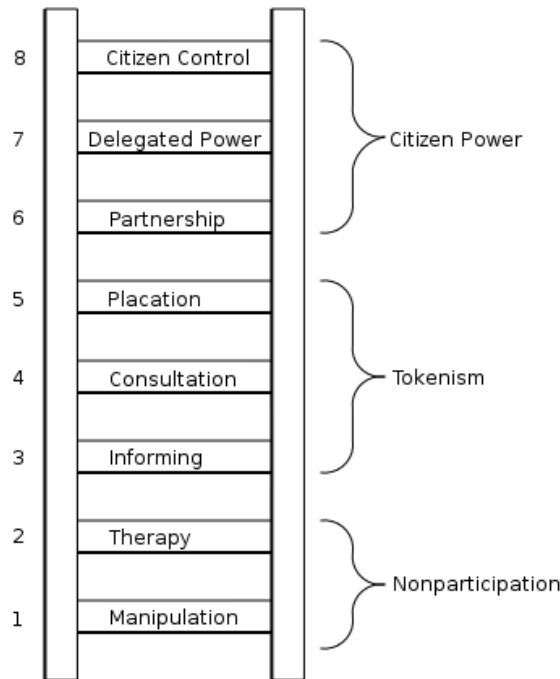 8 Citizen Control
7 Delegated Power
Citizen Power
6 Partnership
5 Placation
4 Consultation
Tokenism
3 Informing
2 Therapy
Nonparticipation
1 Manipulation